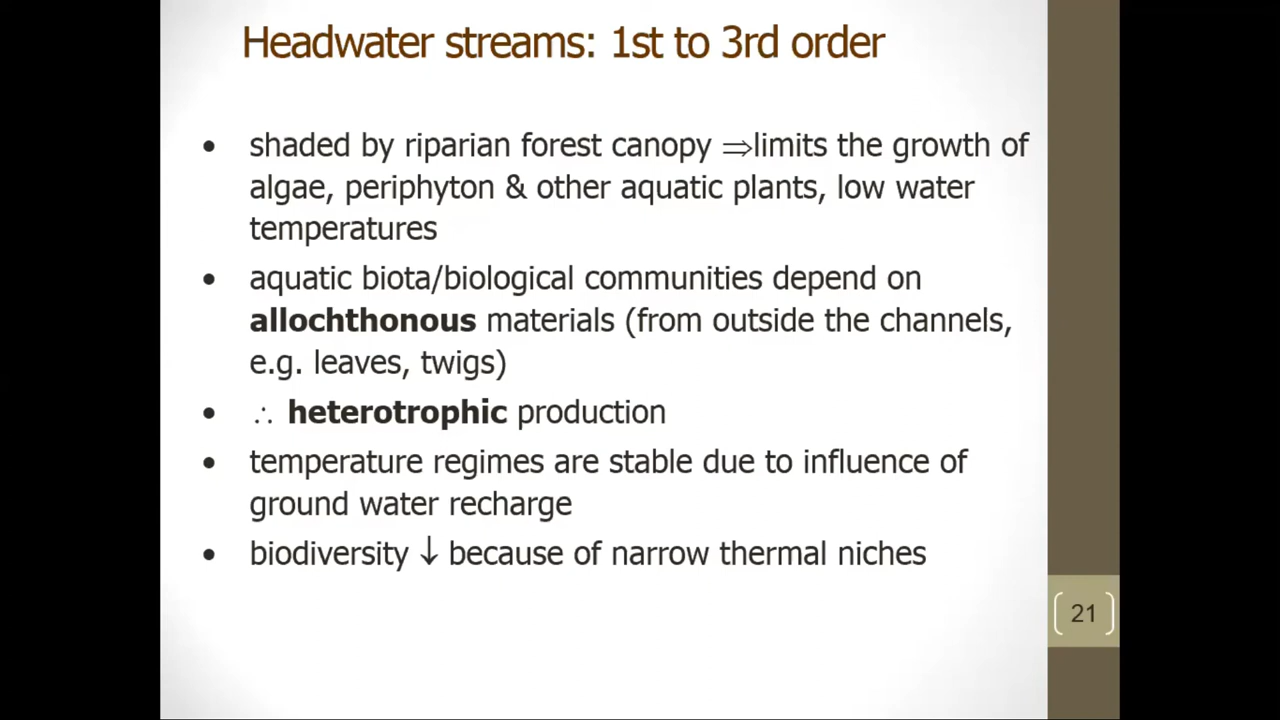 Headwater streams: 1st to 3rd order
• shaded by riparian forest canopy ⇒limits the growth of
algae, periphyton & other aquatic plants, low water
temperatures
• aquatic biota/biological communities depend on
allochthonous materials (from outside the channels,
e.g. leaves, twigs)
• ∴ heterotrophic production
• temperature regimes are stable due to influence of
ground water recharge
• biodiversity ↓ because of narrow thermal niches
21